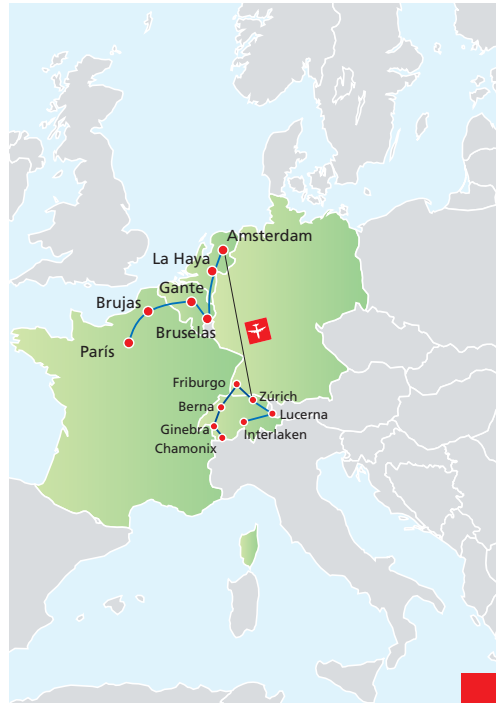 Amsterdam
La Haya
Gante
Brujas
Bruselas
París
Friburgo
Zúrich
Berna
Lucerna
Ginebra
Interlaken
Chamonix